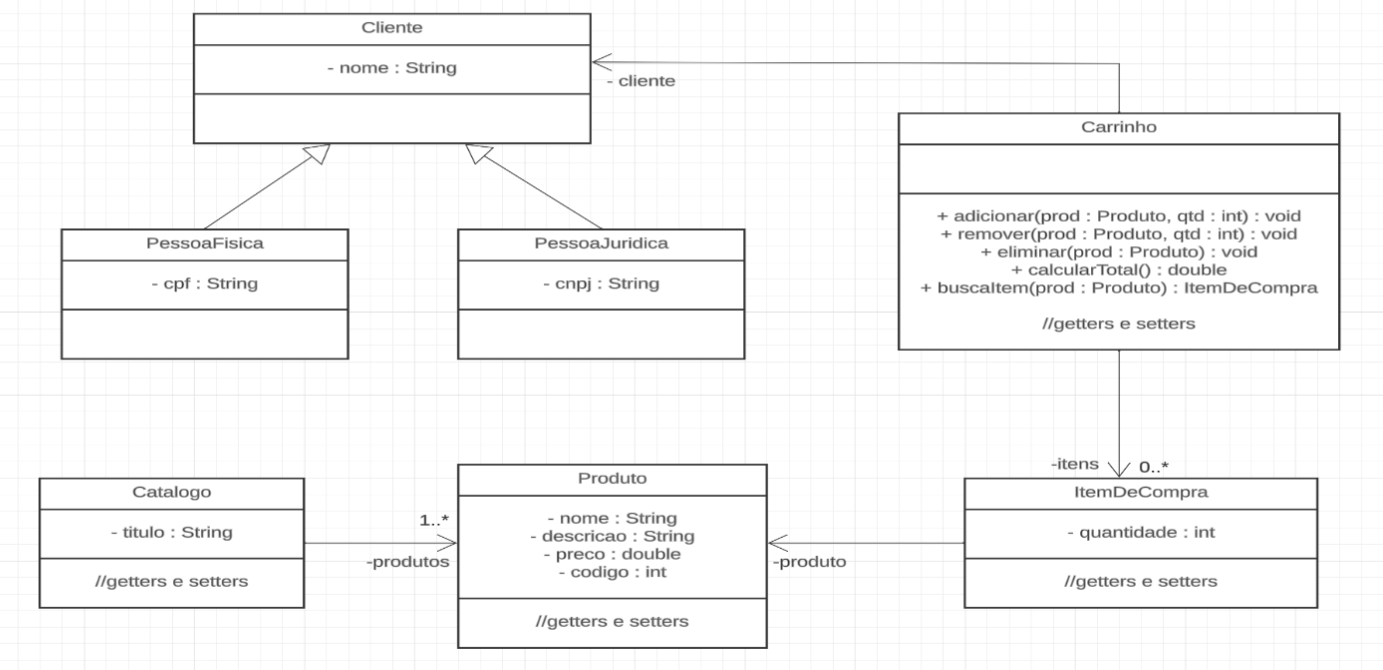 Cliente
- nome : String
- cliente
Carrinho
+ adicionar(prod : Produto, qtd : int) : void
+ remover(prod : Produto, qtd : int) : void
+ eliminar(prod : Produto) : void
+ calcularTotal() : double
+ buscaItem(prod : Produto) : ItemDeCompra
//getters e setters
PessoaFisica
- cpf : String
PessoaJuridica
- cnpj : String
-itens
0..*
Catalogo
- titulo : String
//getters e setters
1..*
-produtos
Produto
- nome : String
- descricao : String
- preco : double
- codigo : int
//getters e setters
-produto
ItemDeCompra
- quantidade : int
//getters e setters